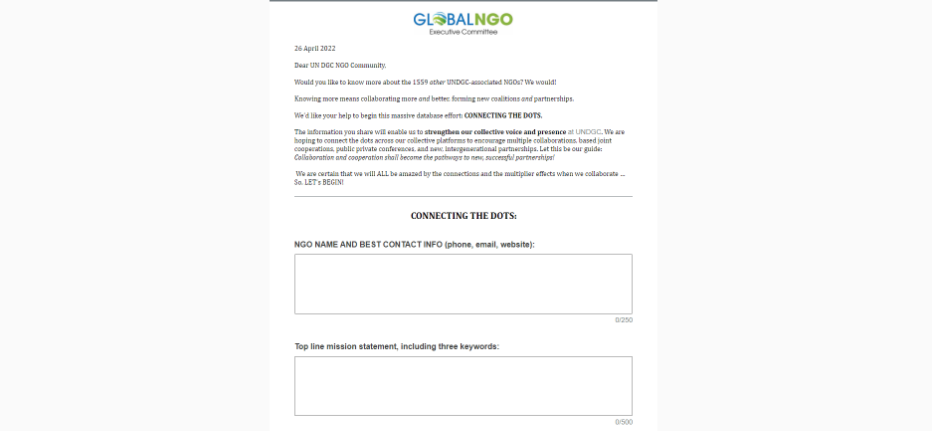 GLOBALNGO
Executive Committee
26 April 2022
Dear UN DGC NGO Community,
Would you like to know more about the 1559 other UNDGC-associated NGOs? We would!
Knowing more means collaborating more and better, forming new coalitions and partnerships.
We'd like your help to begin this massive database effort: CONNECTING THE DOTS.
The information you share will enable us to strengthen our collective voice and presence at UNDGC. We are
hoping to connect the dots across our collective platforms to encourage multiple collaborations, based joint
cooperations, public private conferences, and new, intergenerational partnerships. Let this be our guide:
Collaboration and cooperation shall become the pathways to new, successful partnerships!
We are certain that we will ALL be amazed by the connections and the multiplier effects when we collaborate ...
So, LET's BEGIN!
CONNECTING THE DOTS:
NGO NAME AND BEST CONTACT INFO (phone, email, website):
0/250
Top line mission statement, including three keywords:
0/500